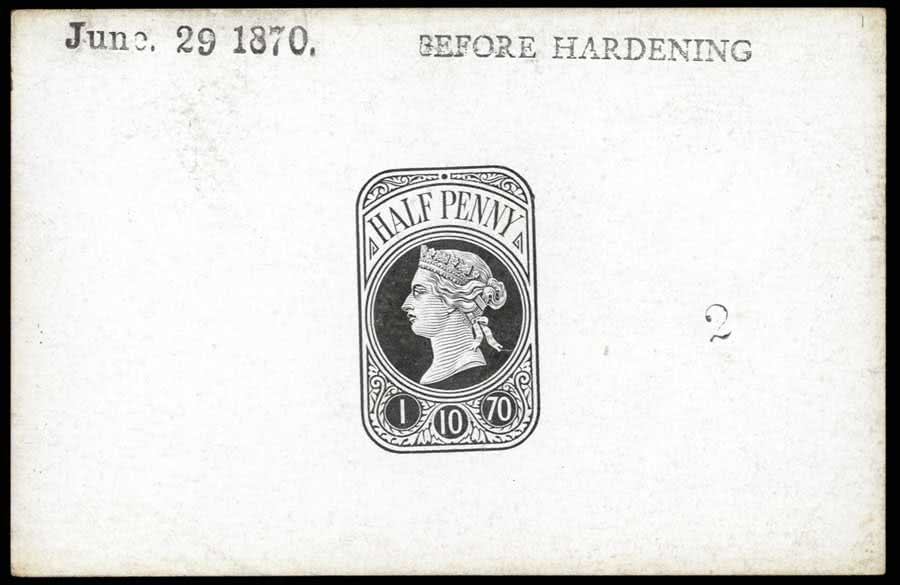 June. 29 1870. BEFORE HARDENING
HALF PENNY
2
1 10 70